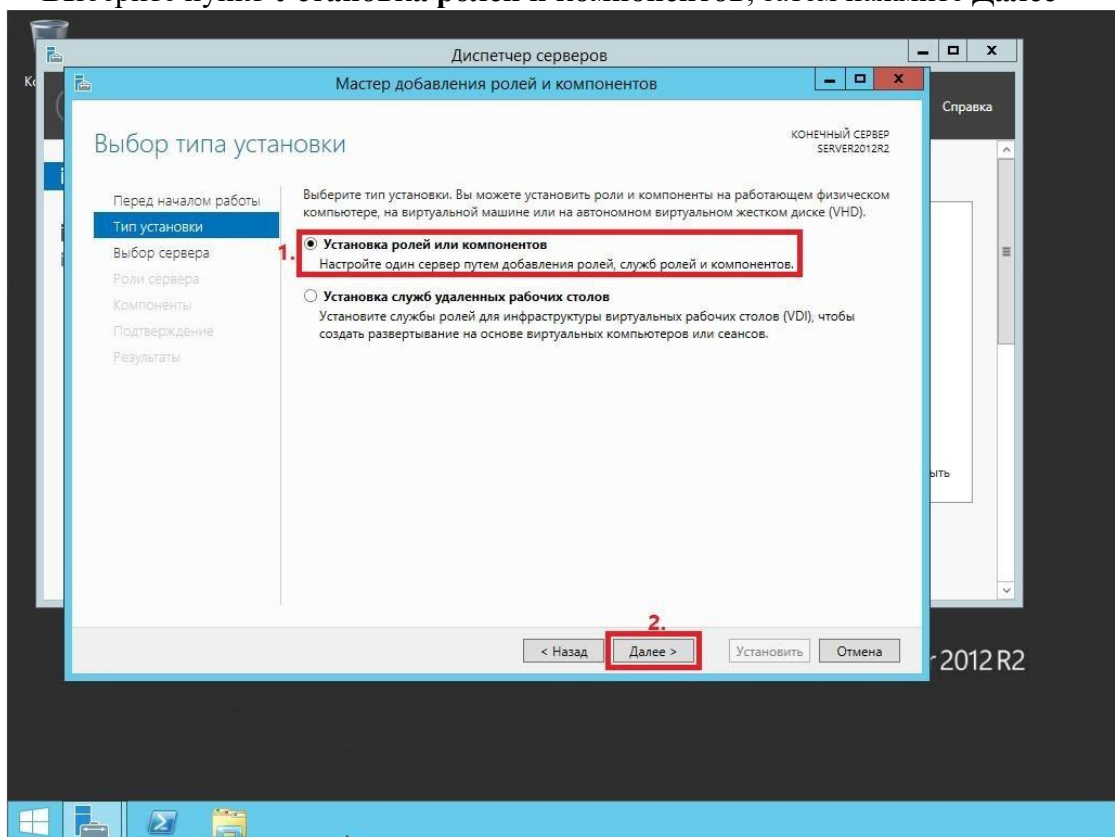 Диспетчер серверов
Мастер добавления ролей и компонентов
Справка
Выбор типа установки
КОНЕЧНЫЙ СЕРВЕР
SERVER2012R2
Перед началом работы
Тип установки
Выбор сервера
Роли сервера
Компоненты
Подтверждение
Результаты
Выберите тип установки. Вы можете установить роли и компоненты на работающем физическом
компьютере, на виртуальной машине или на автономном виртуальном жестком диске (VHD).
1.
Установка ролей или компонентов
Настройте один сервер путем добавления ролей, служб ролей и компонентов.
Установка служб удаленных рабочих столов
Установите службы ролей для инфраструктуры виртуальных рабочих столов (VDI), чтобы
создать развертывание на основе виртуальных компьютеров или сеансов.
2.
< Назад
Далее >
Установить
Отмена
2012 R2